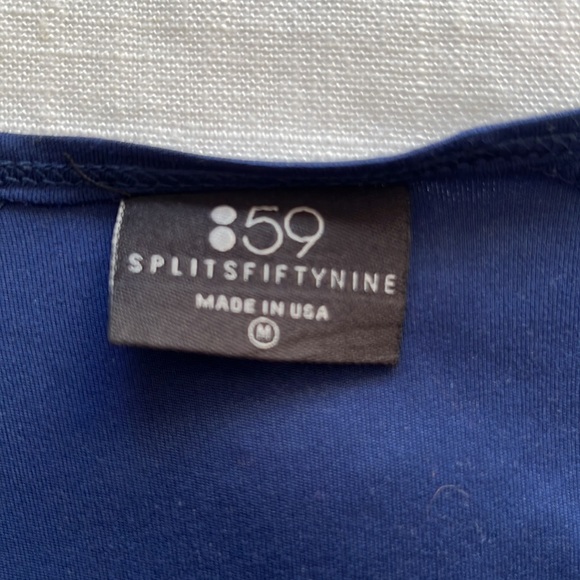 :59
SPLITSFIFTYNINE
MADE IN USA
M